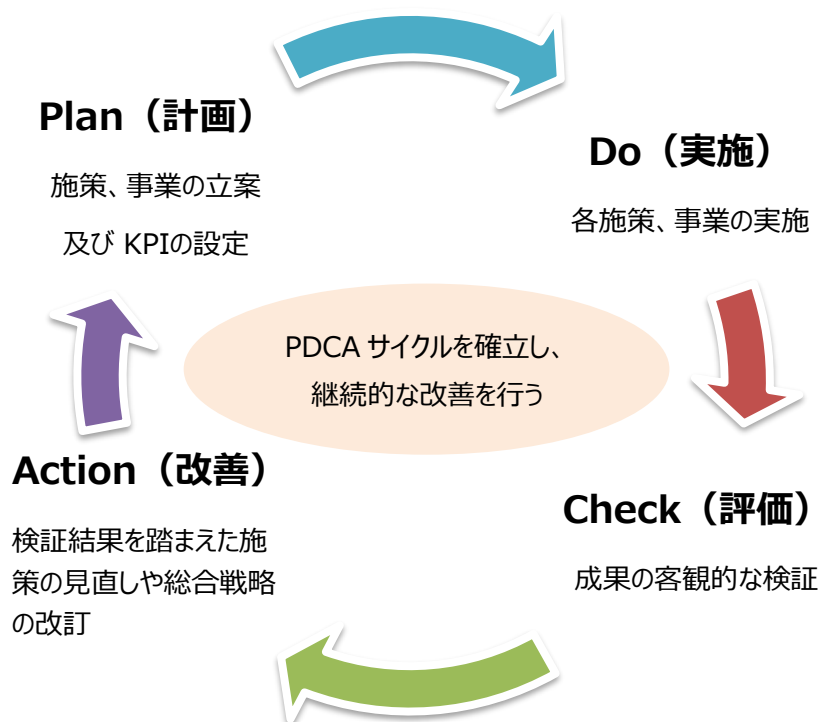 Plan（計画）
施策、事業の立案
及び KPIの設定
Do（実施）
各施策、事業の実施
PDCA サイクルを確立し、
継続的な改善を行う
Check（評価）
成果の客観的な検証
Action（改善）
検証結果を踏まえた施
策の見直しや総合戦略
の改訂